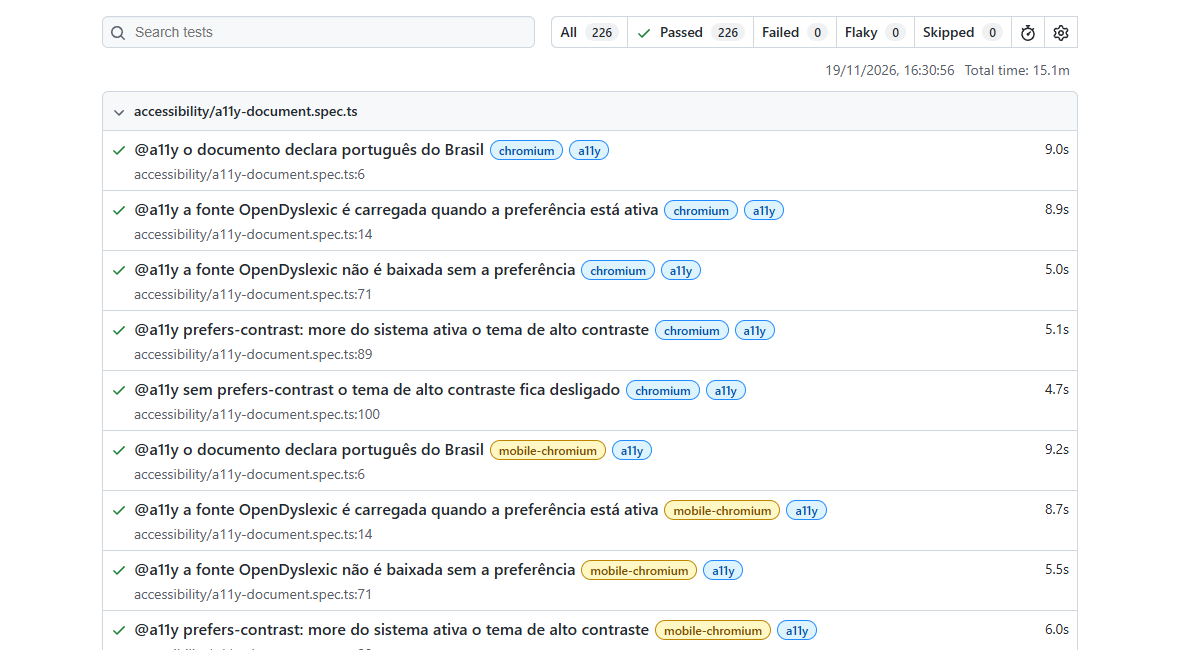 Search tests
All 226 Passed 226 Failed 0 Flaky 0 Skipped 0
19/11/2026, 16:30:56 Total time: 15.1m
accessibility/a11y-document.spec.ts
@a11y o documento declara português do Brasil chromium a11y 9.0s
accessibility/a11y-document.spec.ts:6
@a11y a fonte OpenDyslexic é carregada quando a preferência está ativa chromium a11y 8.9s
accessibility/a11y-document.spec.ts:14
@a11y a fonte OpenDyslexic não é baixada sem a preferência chromium a11y 5.0s
accessibility/a11y-document.spec.ts:71
@a11y prefers-contrast: more do sistema ativa o tema de alto contraste chromium a11y 5.1s
accessibility/a11y-document.spec.ts:89
@a11y sem prefers-contrast o tema de alto contraste fica desligado chromium a11y 4.7s
accessibility/a11y-document.spec.ts:100
@a11y o documento declara português do Brasil mobile-chromium a11y 9.2s
accessibility/a11y-document.spec.ts:6
@a11y a fonte OpenDyslexic é carregada quando a preferência está ativa mobile-chromium a11y 8.7s
accessibility/a11y-document.spec.ts:14
@a11y a fonte OpenDyslexic não é baixada sem a preferência mobile-chromium a11y 5.5s
accessibility/a11y-document.spec.ts:71
@a11y prefers-contrast: more do sistema ativa o tema de alto contraste mobile-chromium a11y 6.0s